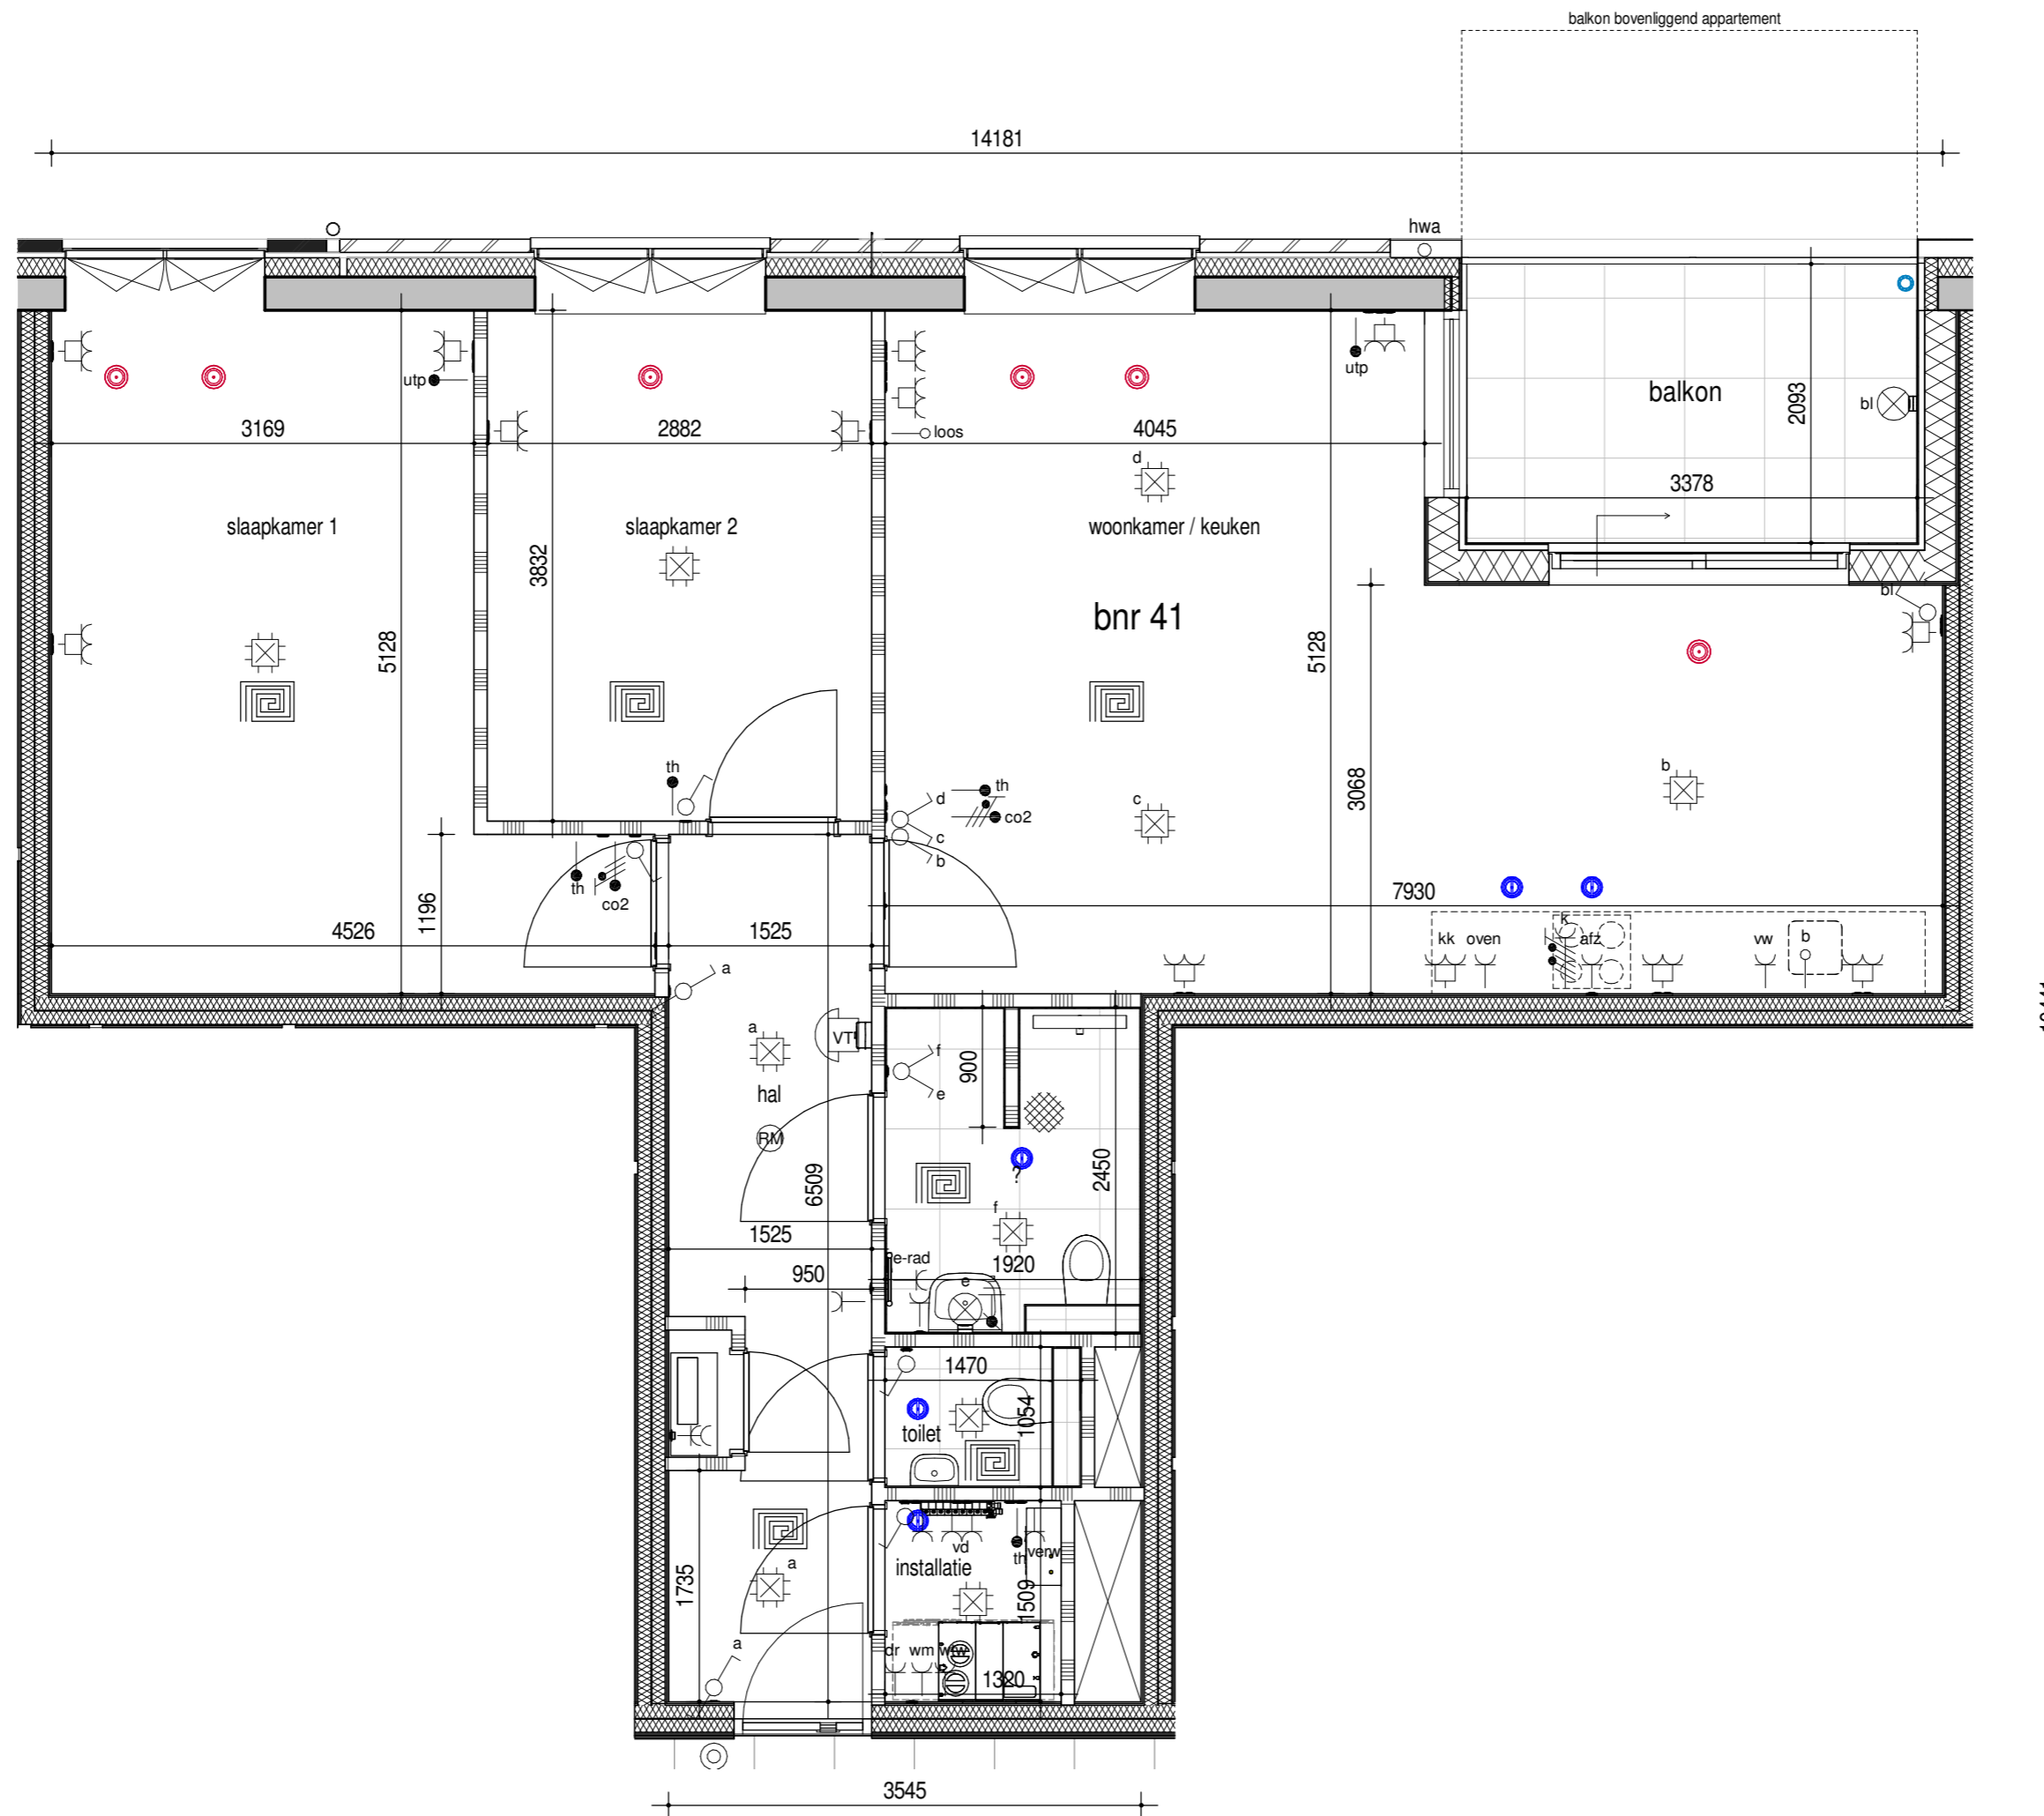 balkon bovenliggend appartement
14181
hwa
utp
utp
balkon
2093
bl
3169
2882
loos
4045
d
3378
slaapkamer 1
slaapkamer 2
woonkamer / keuken
3832
bnr 41
bl
5128
5128
3068
th
d
th
co2
c
b
c
b
th
co2
1196
7930
4526
1525
k
kk
oven
afz
vw
b
a
a
VT
hal
f
e
900
RM
?
2450
6509
f
1525
e-rad
1920
950
e
1470
1054
toilet
vd
th
verw
installatie
a
1735
1509
dr
wm
wtw
1320
a
3545